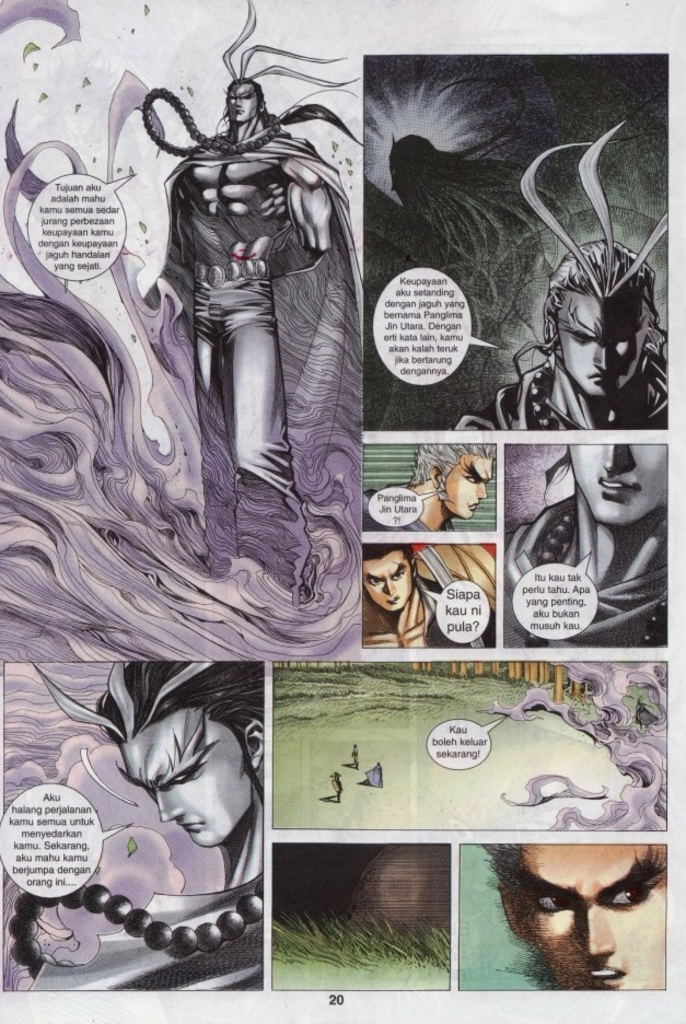 Tujuan aku
adalah mahu
kamu semua sedar
jurang perbezaan
keupayaan kamu
dengan keupayaan
jaguh handalan
yang sejati.
Keupayaan
aku setanding
dengan jaguh yang
bernama Panglima
Jin Utara. Dengan
erti kata lain, kamu
akan kalah teruk
jika bertarung
dengannya.
Panglima
Jin Utara
?!
Siapa
kau ni
pula?
Itu kau tak
perlu tahu. Apa
yang penting,
aku bukan
musuh kau.
Aku
halang perjalanan
kamu semua untuk
menyedarkan
kamu. Sekarang,
aku mahu kamu
berjumpa dengan
orang ini....
Kau
boleh keluar
sekarang!
20